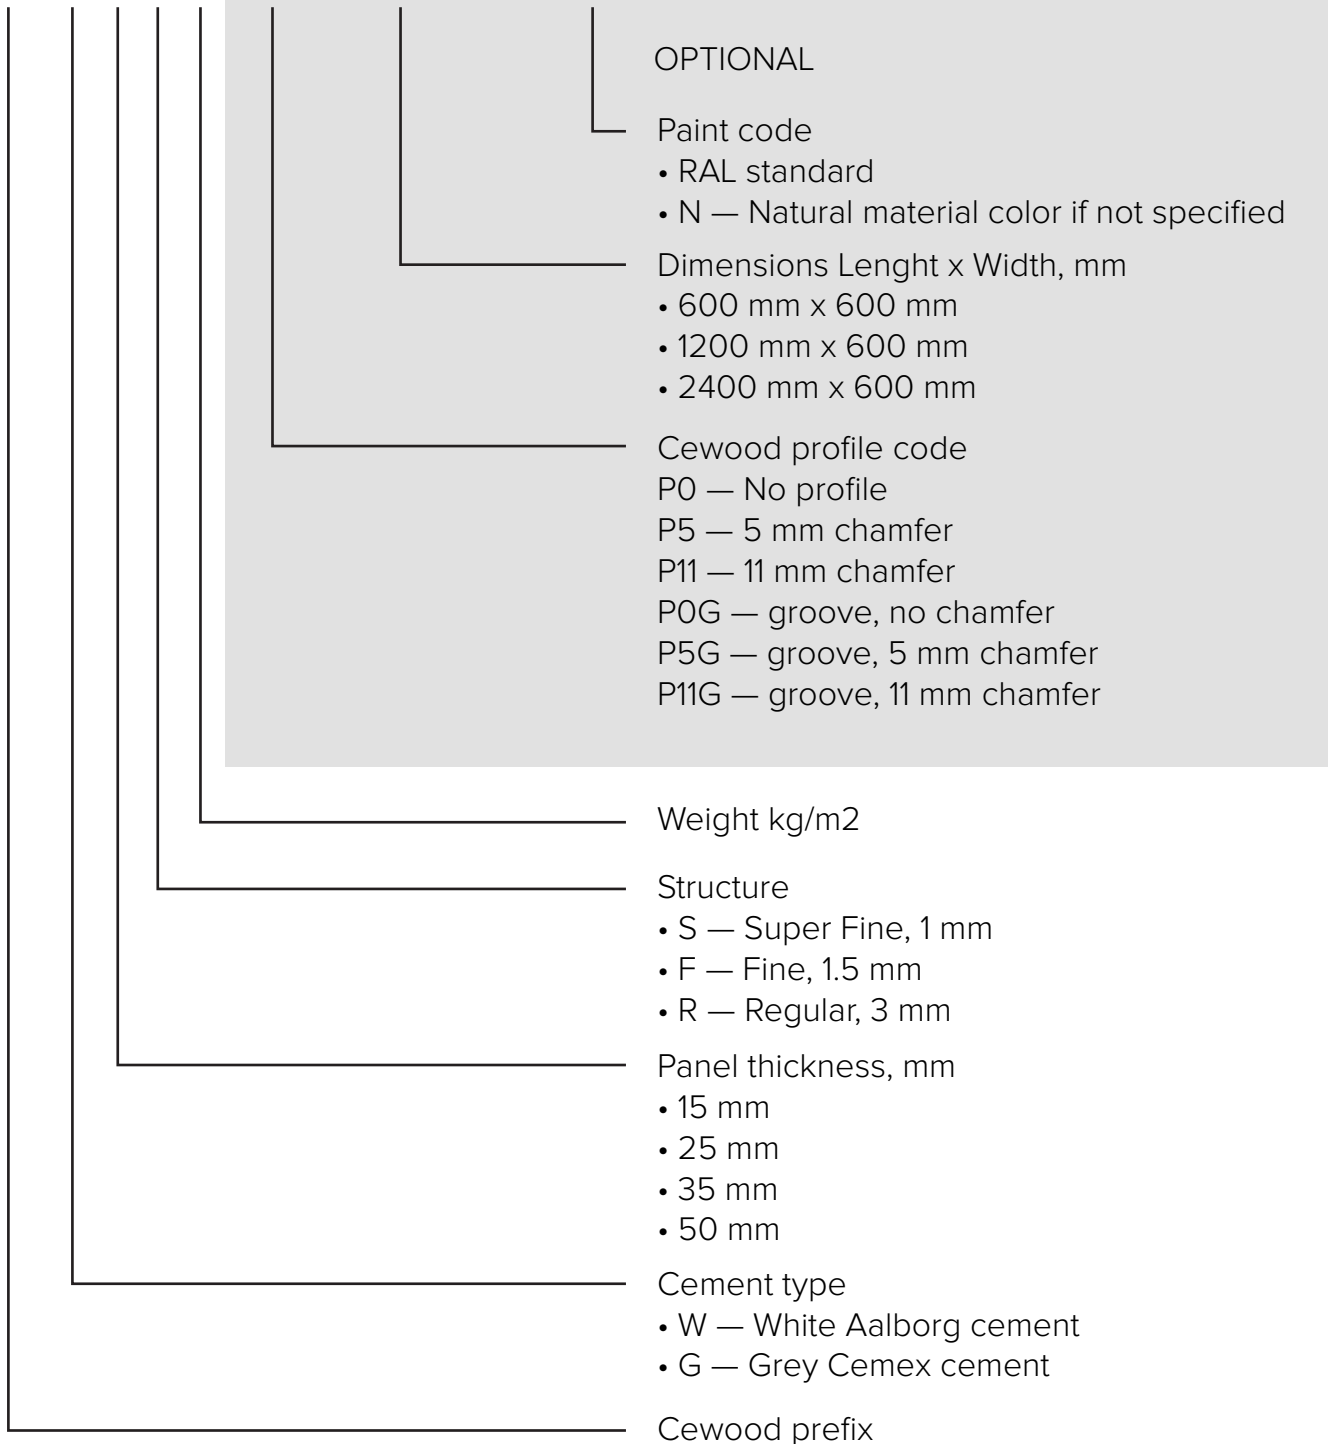 OPTIONAL
Paint code
• RAL standard
• N — Natural material color if not specified
Dimensions Lenght x Width, mm
• 600 mm x 600 mm
• 1200 mm x 600 mm
• 2400 mm x 600 mm
Cewood profile code
P0 — No profile
P5 — 5 mm chamfer
P11 — 11 mm chamfer
P0G — groove, no chamfer
P5G — groove, 5 mm chamfer
P11G — groove, 11 mm chamfer
Weight kg/m2
Structure
• S — Super Fine, 1 mm
• F — Fine, 1.5 mm
• R — Regular, 3 mm
Panel thickness, mm
• 15 mm
• 25 mm
• 35 mm
• 50 mm
Cement type
• W — White Aalborg cement
• G — Grey Cemex cement
Cewood prefix